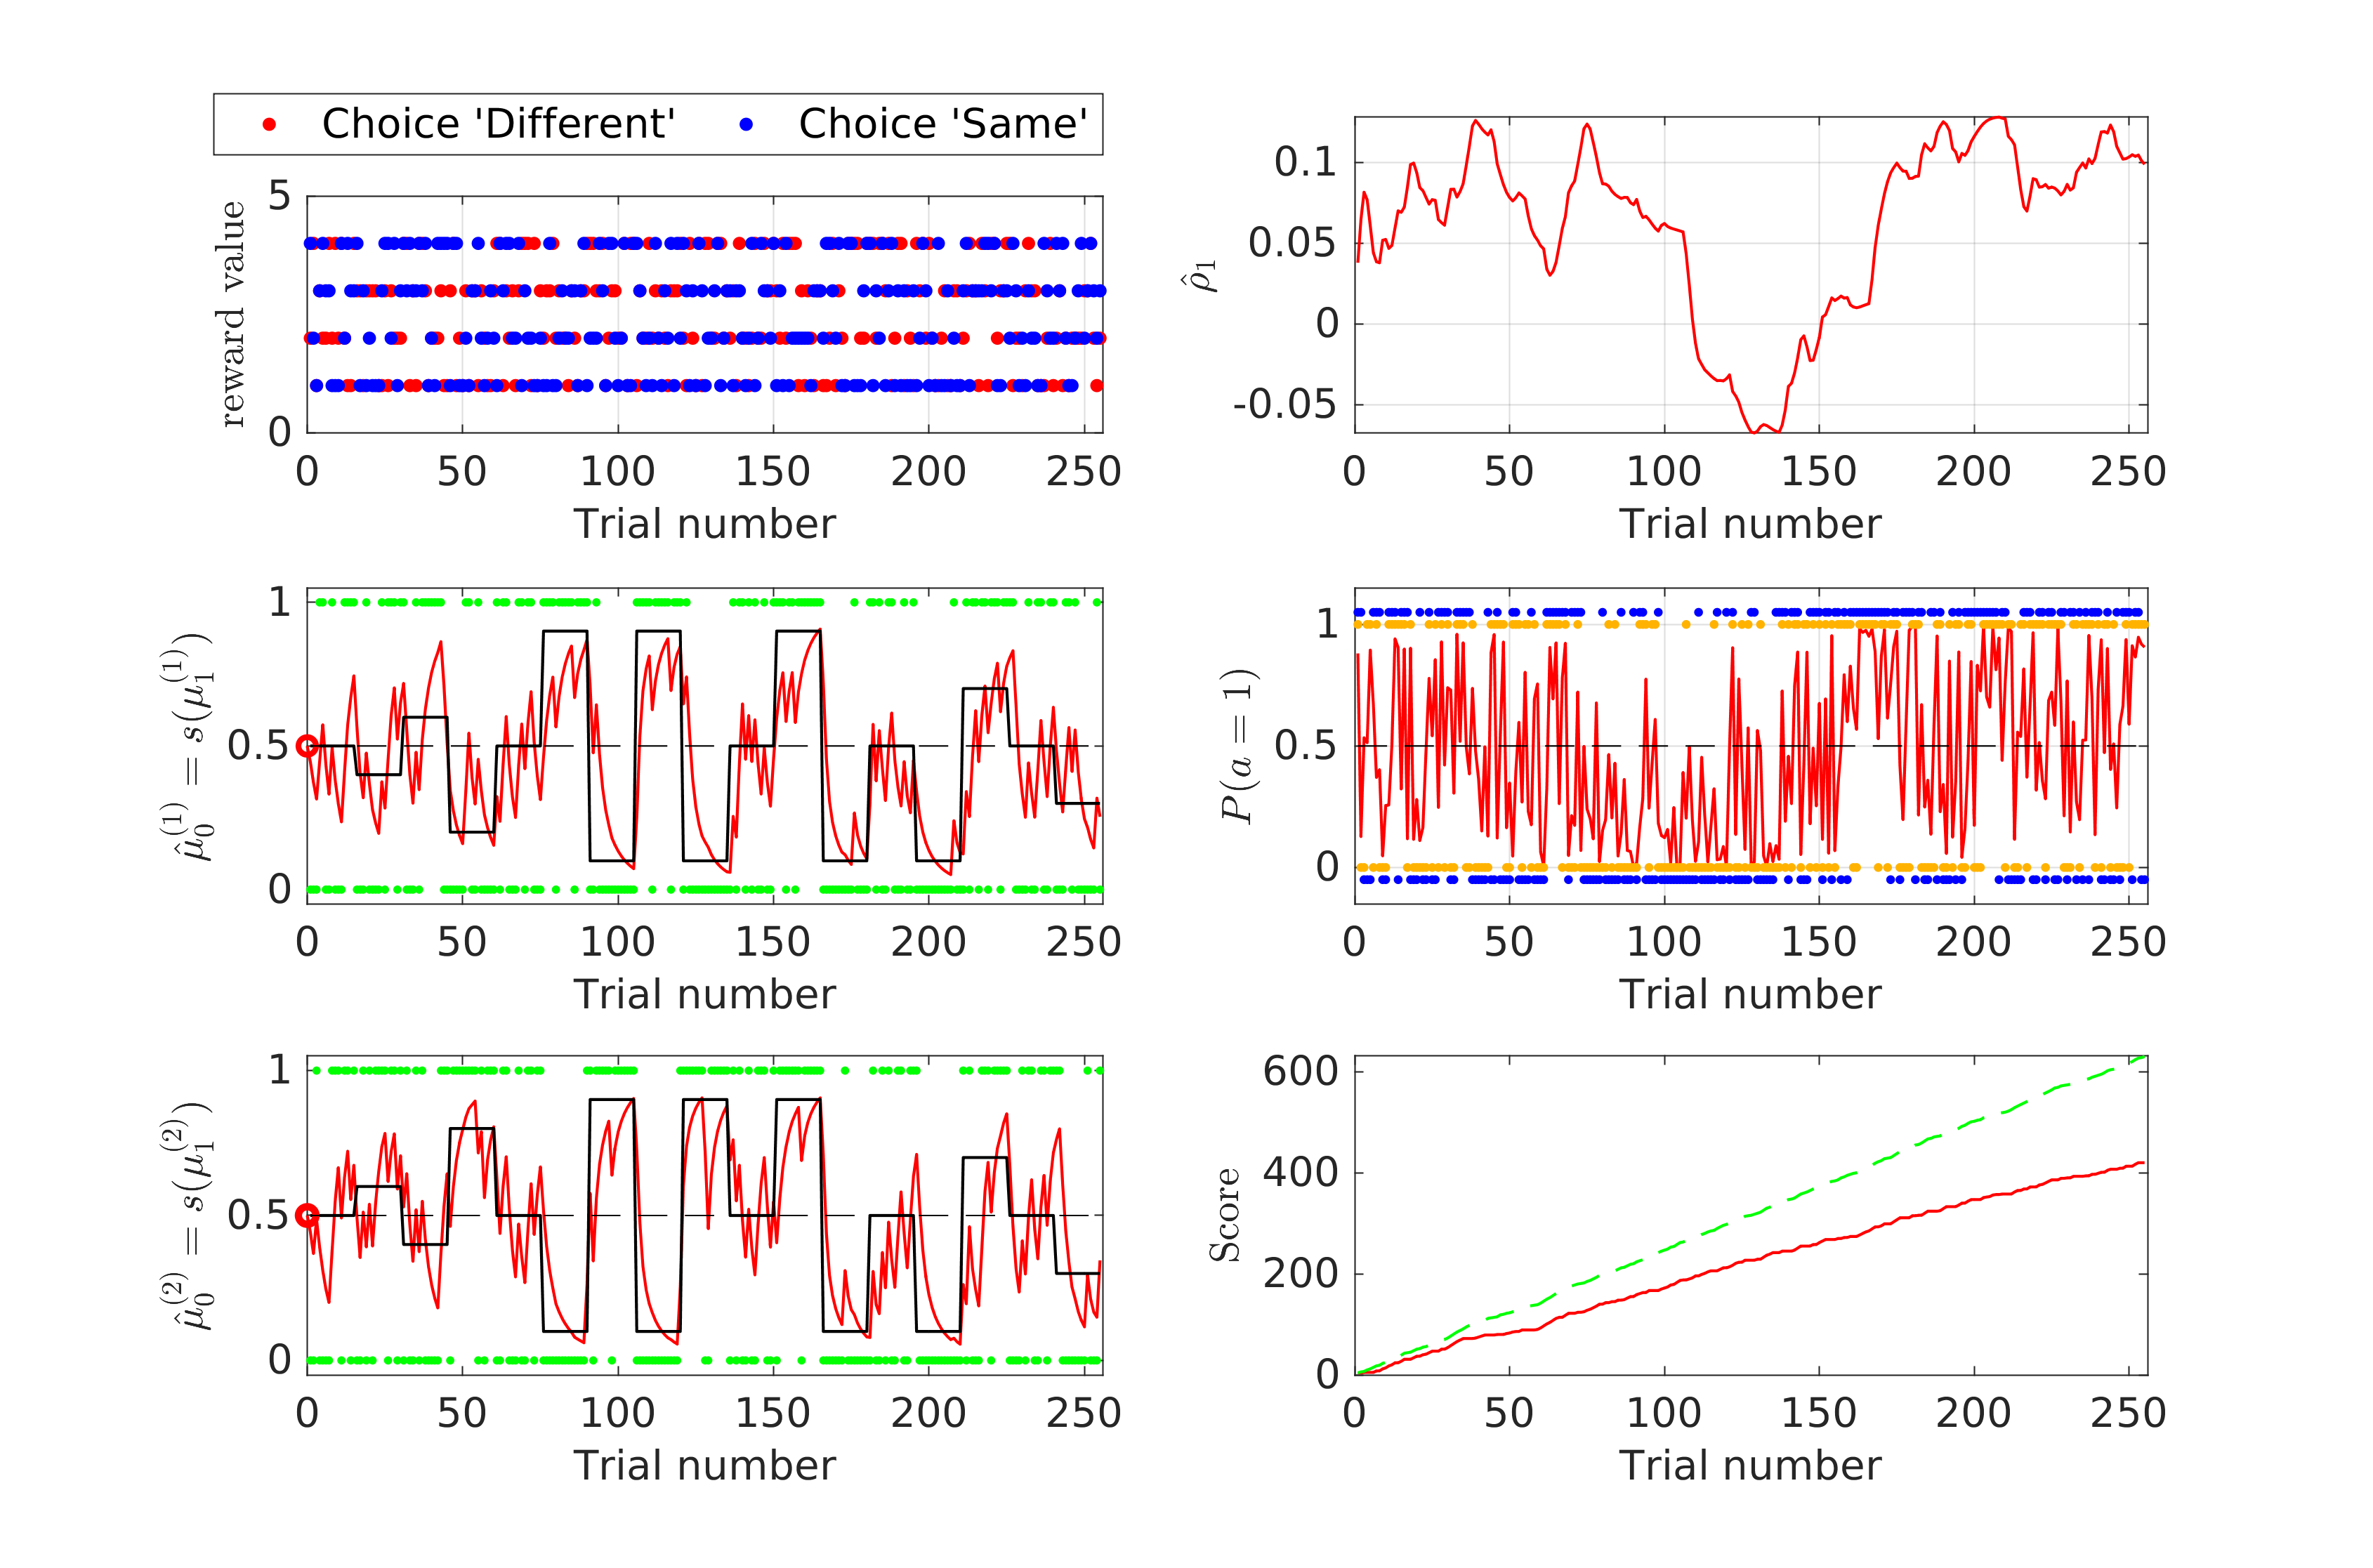 Choice 'Different' Choice 'Same'
reward value
5
0
0 50 100 150 200 250
Trial number
ρ̂₁
0.1
0.05
0
-0.05
0 50 100 150 200 250
Trial number
μ̂₀⁽¹⁾ = s(μ₁⁽¹⁾)
1
0.5
0
0 50 100 150 200 250
Trial number
P(a = 1)
1
0.5
0
0 50 100 150 200 250
Trial number
μ̂₀⁽²⁾ = s(μ₁⁽²⁾)
1
0.5
0
0 50 100 150 200 250
Trial number
Score
600
400
200
0
0 50 100 150 200 250
Trial number